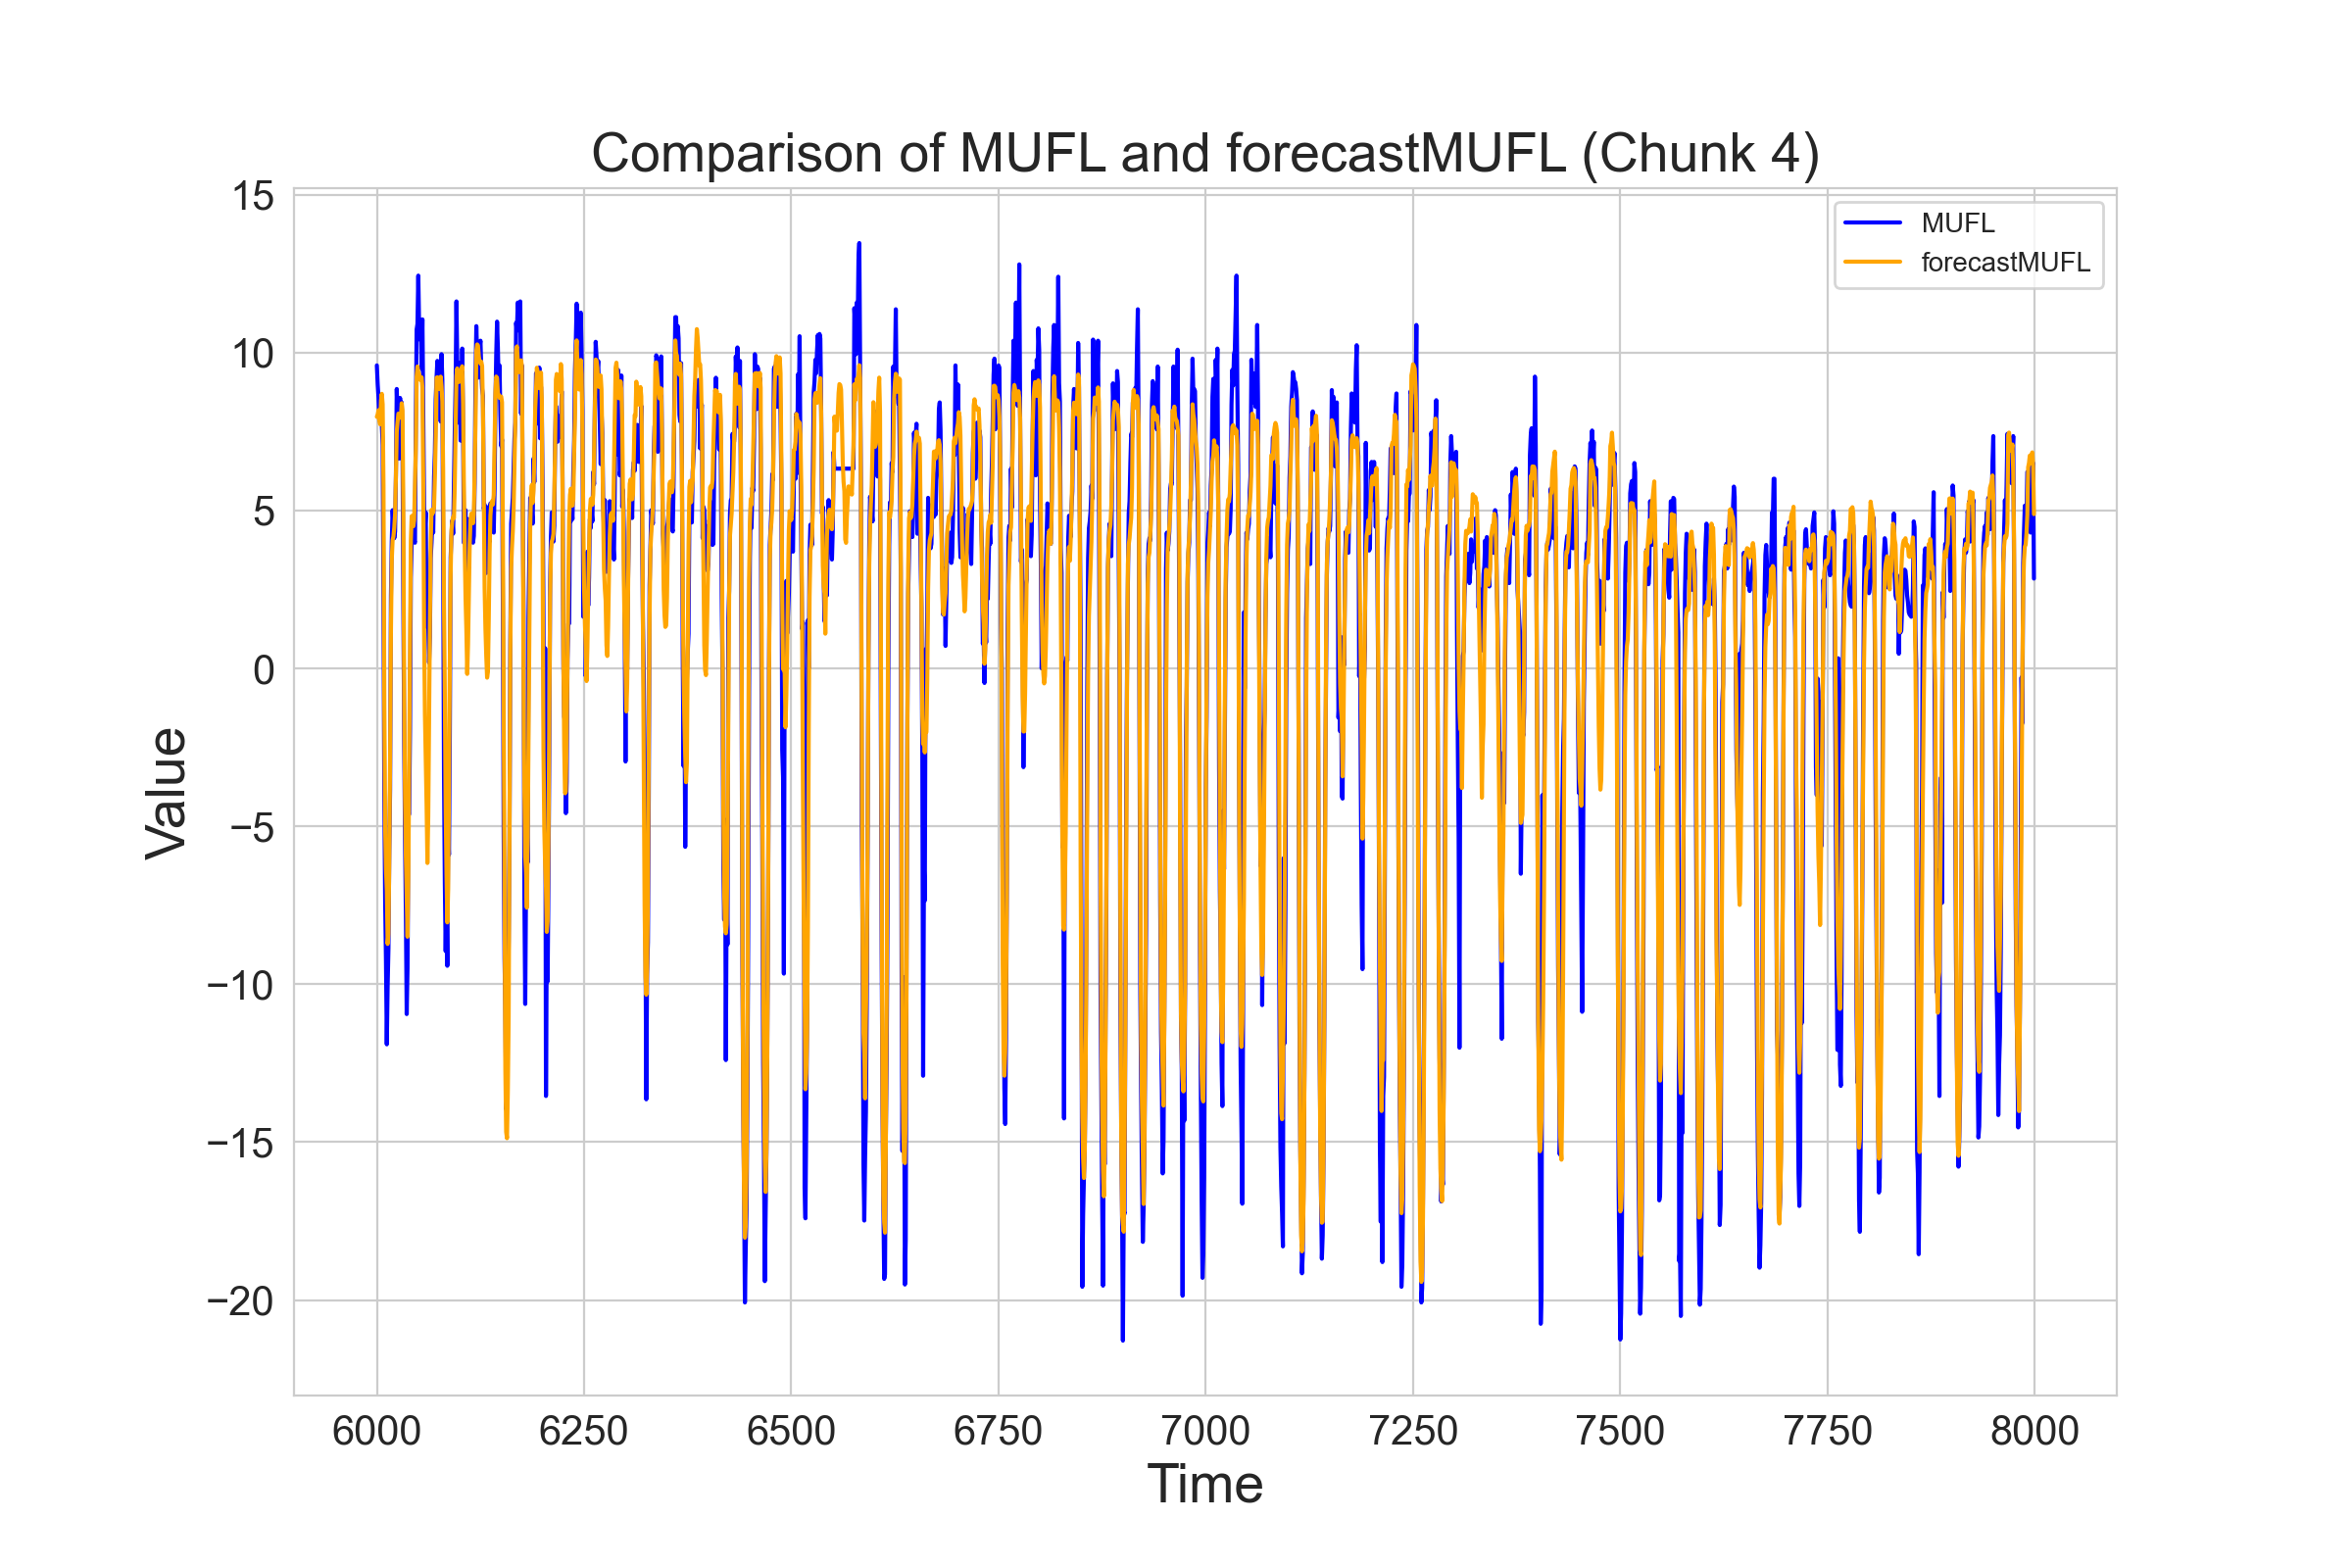 Comparison of MUFL and forecastMUFL (Chunk 4)
MUFL
forecastMUFL
15
10
5
0
−5
−10
−15
−20
Value
6000 6250 6500 6750 7000 7250 7500 7750 8000
Time